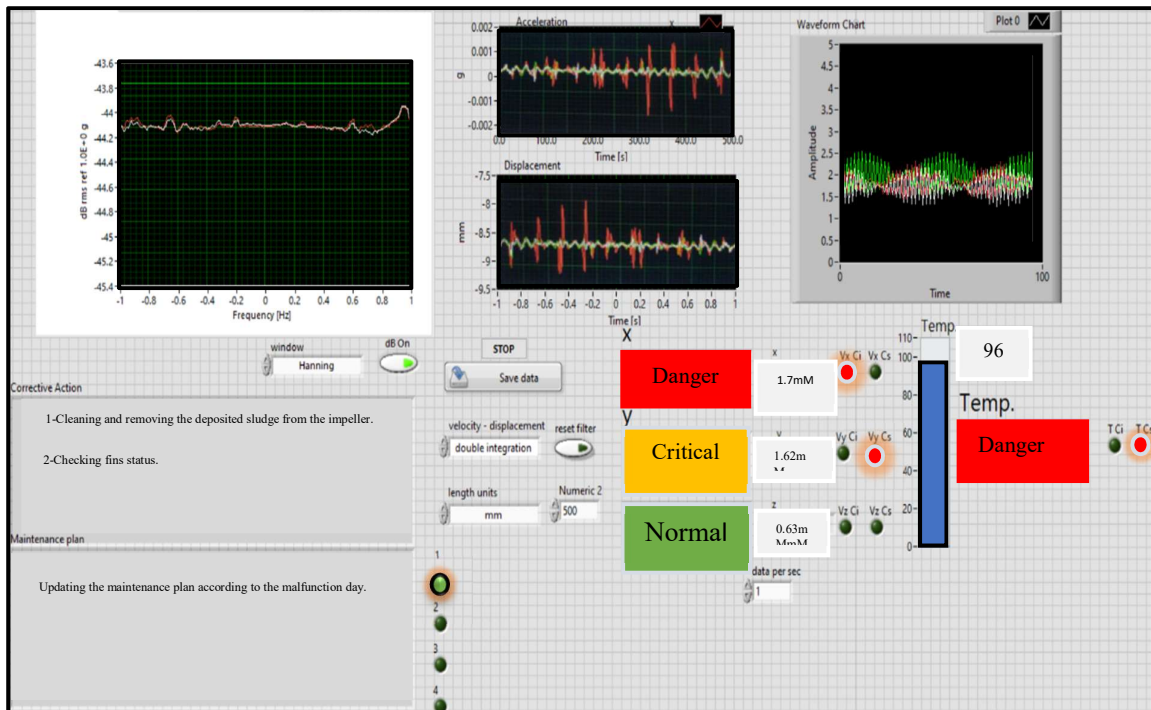 Acceleration
x
0.002
0.001
0
-0.001
-0.002
g
0.0
100.0
200.0
300.0
400.0
500.0
Time [s]
Waveform Chart
Plot 0
5
4.5
4
3.5
3
2.5
2
1.5
1
0.5
0
Amplitude
0
100
Time
-43.6
-43.8
-44
-44.2
-44.4
-44.6
-44.8
-45
-45.2
-45.4
dB rms ref 1.0E+0 g
-1
-0.8
-0.6
-0.4
-0.2
0
0.2
0.4
0.6
0.8
1
Frequency [Hz]
Displacement
-7.5
-8
-8.5
-9
-9.5
mm
-1
-0.8
-0.6
-0.4
-0.2
0
0.2
0.4
0.6
0.8
1
Time [s]
window
Hanning
dB On
STOP
Save data
Corrective Action
1-Cleaning and removing the deposited sludge from the impeller.
2-Checking fins status.
velocity - displacement
double integration
reset filter
length units
mm
Numeric 2
500
Maintenance plan
Updating the maintenance plan according to the malfunction day.
1
2
3
4
X
Danger
x
1.7mM
Vx Ci
Vx Cs
y
Critical
1.62m
Vy Ci
Vy Cs
Normal
z
0.63m
MmM
Vz Ci
Vz Cs
data per sec
1
Temp.
110
100
80
60
40
20
0
96
Temp.
Danger
T Ci
T Cs